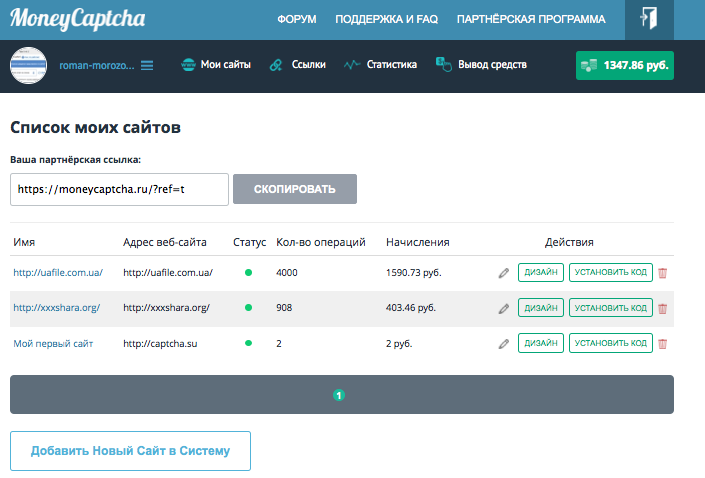 MoneyCaptcha
ФОРУМ ПОДДЕРЖКА И FAQ ПАРТНЁРСКАЯ ПРОГРАММА
roman-morozo... Мои сайты Ссылки Статистика Вывод средств 1347.86 руб.
Список моих сайтов
Ваша партнёрская ссылка:
https://moneycaptcha.ru/?ref=t СКОПИРОВАТЬ
Имя Адрес веб-сайта Статус Кол-во операций Начисления Действия
http://uafile.com.ua/ http://uafile.com.ua/ 4000 1590.73 руб. ДИЗАЙН УСТАНОВИТЬ КОД
http://xxxshara.org/ http://xxxshara.org/ 908 403.46 руб. ДИЗАЙН УСТАНОВИТЬ КОД
Мой первый сайт http://captcha.su 2 2 руб. ДИЗАЙН УСТАНОВИТЬ КОД
1
Добавить Новый Сайт в Систему